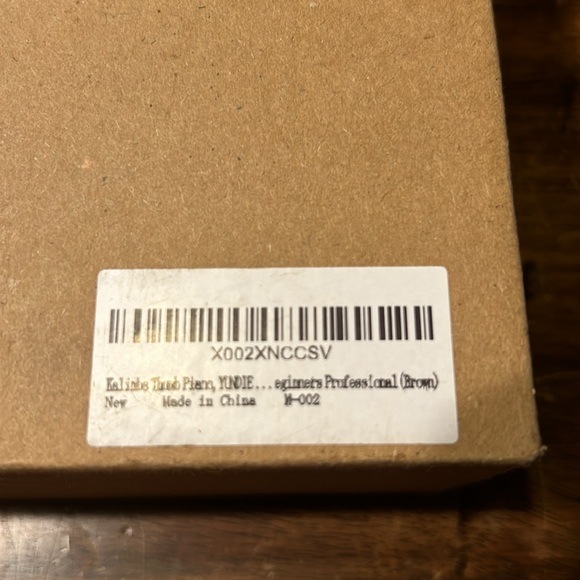 X002XNCCSV
Kalimba Thumb Piano, YUNDIE...eginners Professional (Brown)
New Made in China M-002